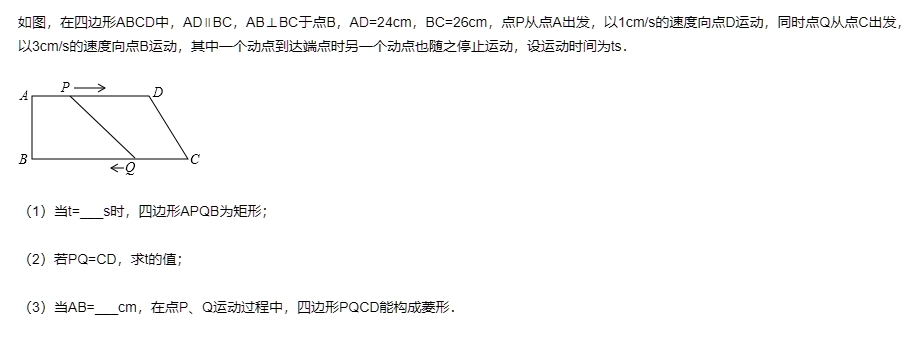 如图，在四边形ABCD中，AD∥BC，AB⊥BC于点B，AD=24cm，BC=26cm，点P从点A出发，以1cm/s的速度向点D运动，同时点Q从点C出发，
以3cm/s的速度向点B运动，其中一个动点到达端点时另一个动点也随之停止运动，设运动时间为ts．
P
A
D
B
Q
C
（1）当t=___s时，四边形APQB为矩形；
（2）若PQ=CD，求t的值；
（3）当AB=___cm，在点P、Q运动过程中，四边形PQCD能构成菱形．